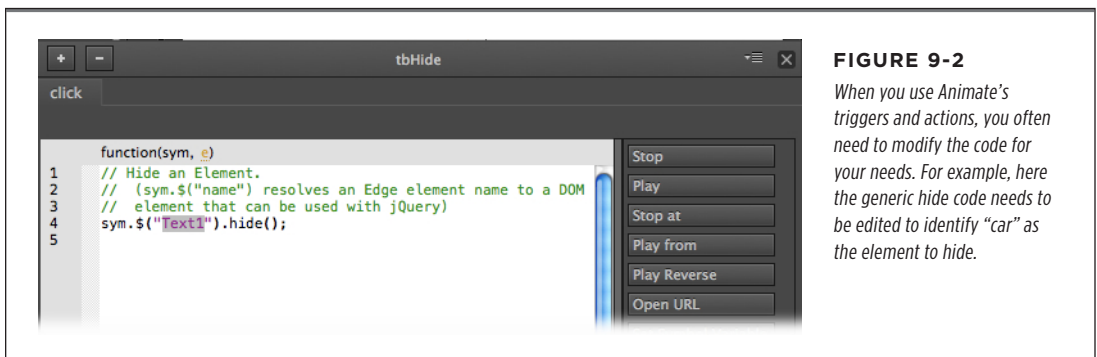 + - tbHide
click
function(sym, e)
1 // Hide an Element.
2 // (sym.$("name") resolves an Edge element name to a DOM
3 // element that can be used with jQuery)
4 sym.$("Text1").hide();
5
Stop
Play
Stop at
Play from
Play Reverse
Open URL
FIGURE 9-2
When you use Animate’s
triggers and actions, you often
need to modify the code for
your needs. For example, here
the generic hide code needs to
be edited to identify “car” as
the element to hide.